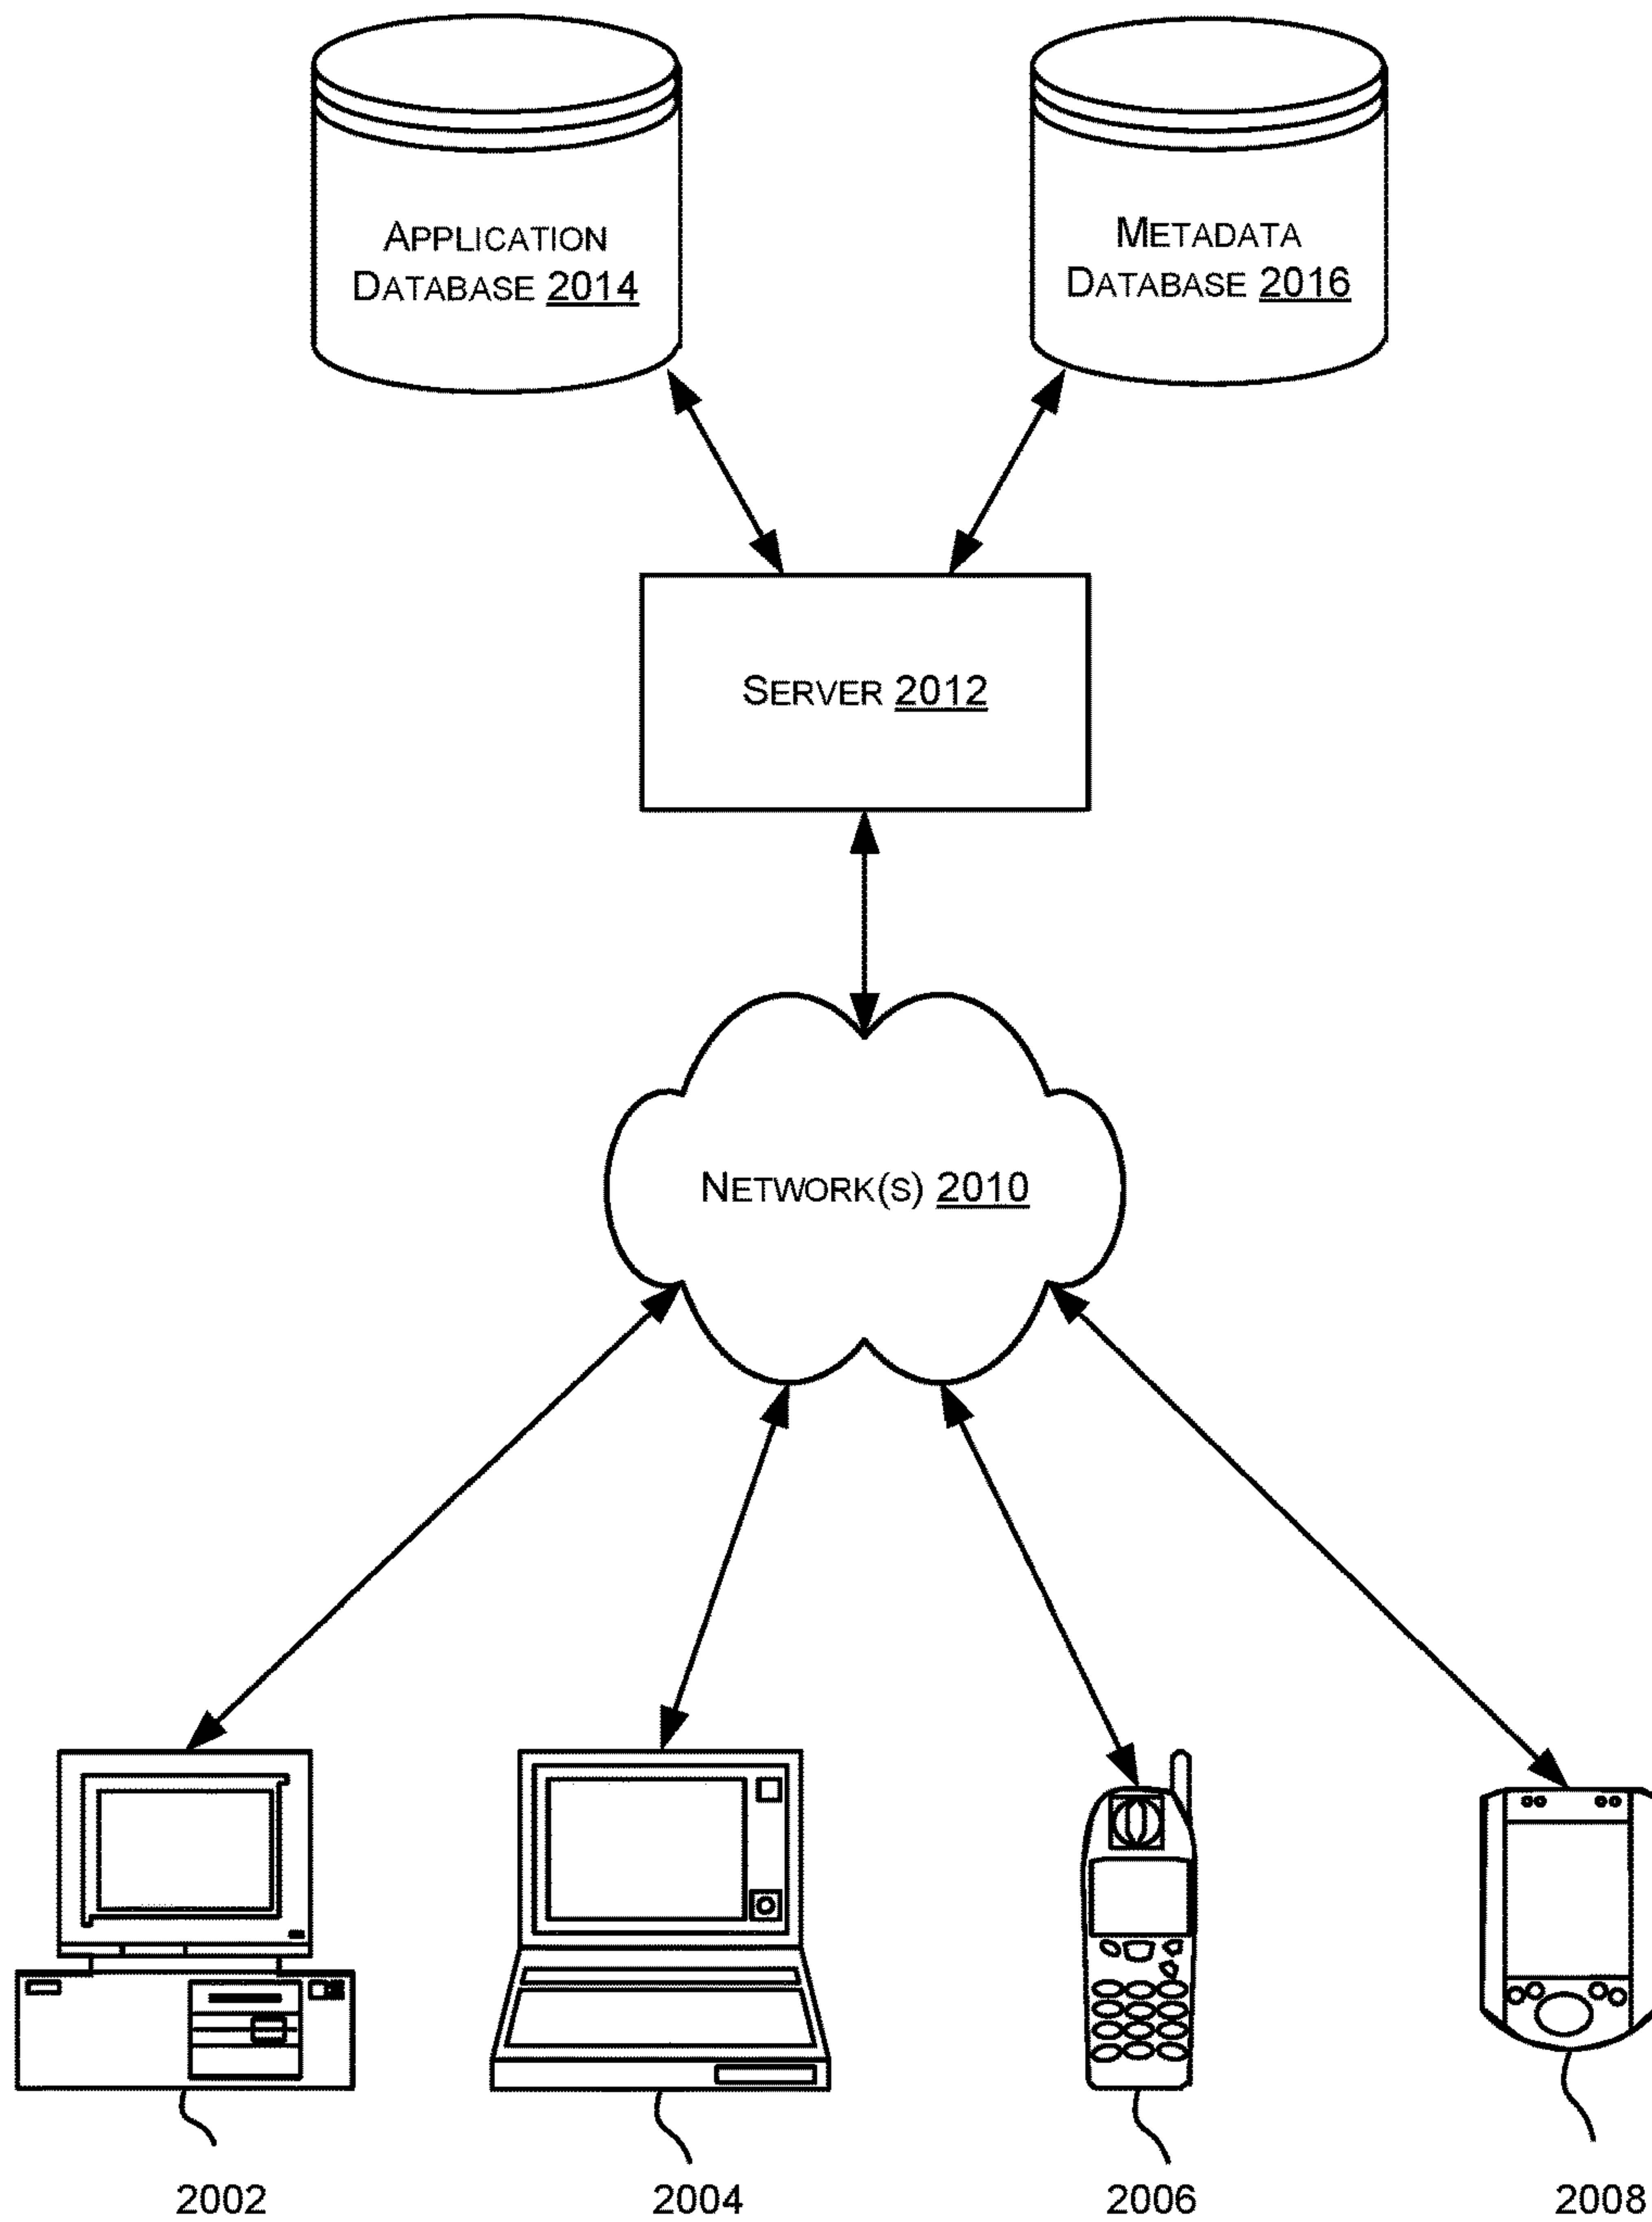 APPLICATION
DATABASE 2014
METADATA
DATABASE 2016
SERVER 2012
NETWORK(S) 2010
2002
2004
2006
2008